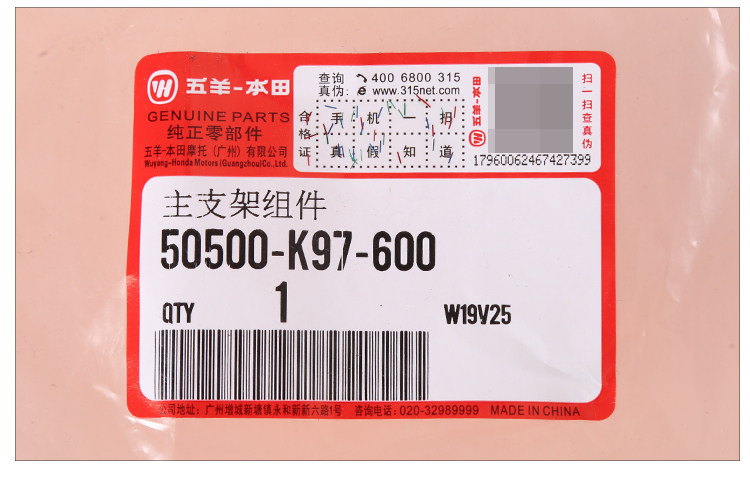 五羊-本田
GENUINE PARTS
纯正零部件
五羊-本田摩托（广州）有限公司
Wuyang-Honda Motors (Guangzhou)Co.,Ltd.
合格证
查询真伪:
400 6800 315
www.315net.com
手机一扫
真假知道
五羊-本田
扫一扫查真伪
17960062467427399
主支架组件
50500-K97-600
QTY 1 W19V25
公司地址：广州增城新塘镇永和新新六路1号 咨询电话：020-32989999 MADE IN CHINA